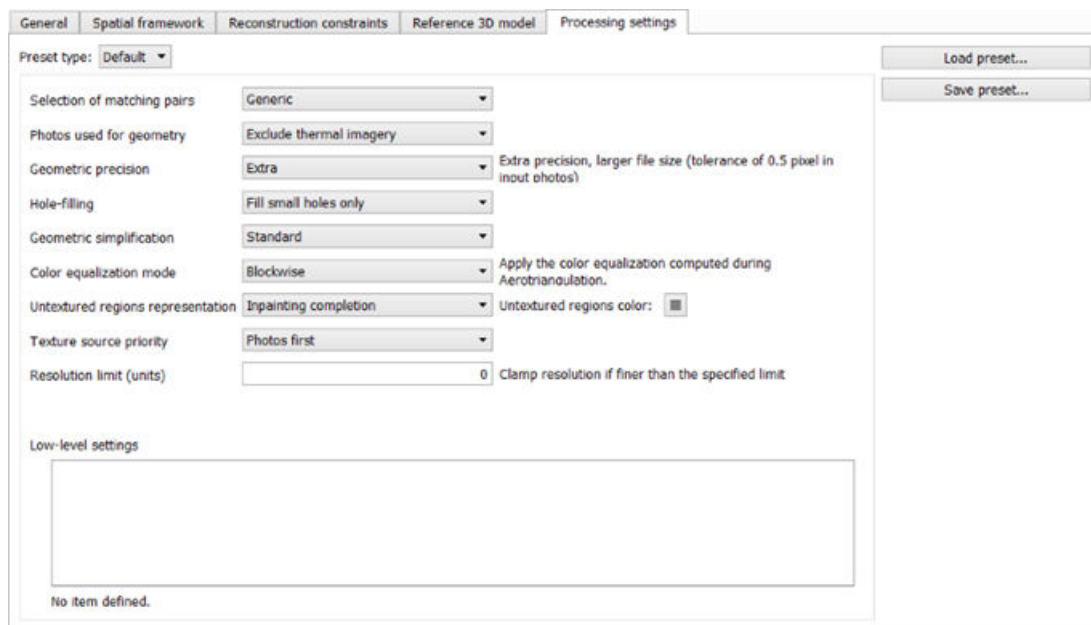 General Spatial framework Reconstruction constraints Reference 3D model Processing settings
Preset type: Default
Load preset...
Save preset...
Selection of matching pairs Generic
Photos used for geometry Exclude thermal imagery
Geometric precision Extra Extra precision, larger file size (tolerance of 0.5 pixel in
input photos)
Hole-filling Fill small holes only
Geometric simplification Standard
Color equalization mode Blockwise Apply the color equalization computed during
Aerotriangulation.
Untextured regions representation Inpainting completion Untextured regions color:
Texture source priority Photos first
Resolution limit (units) 0 Clamp resolution if finer than the specified limit
Low-level settings
No item defined.